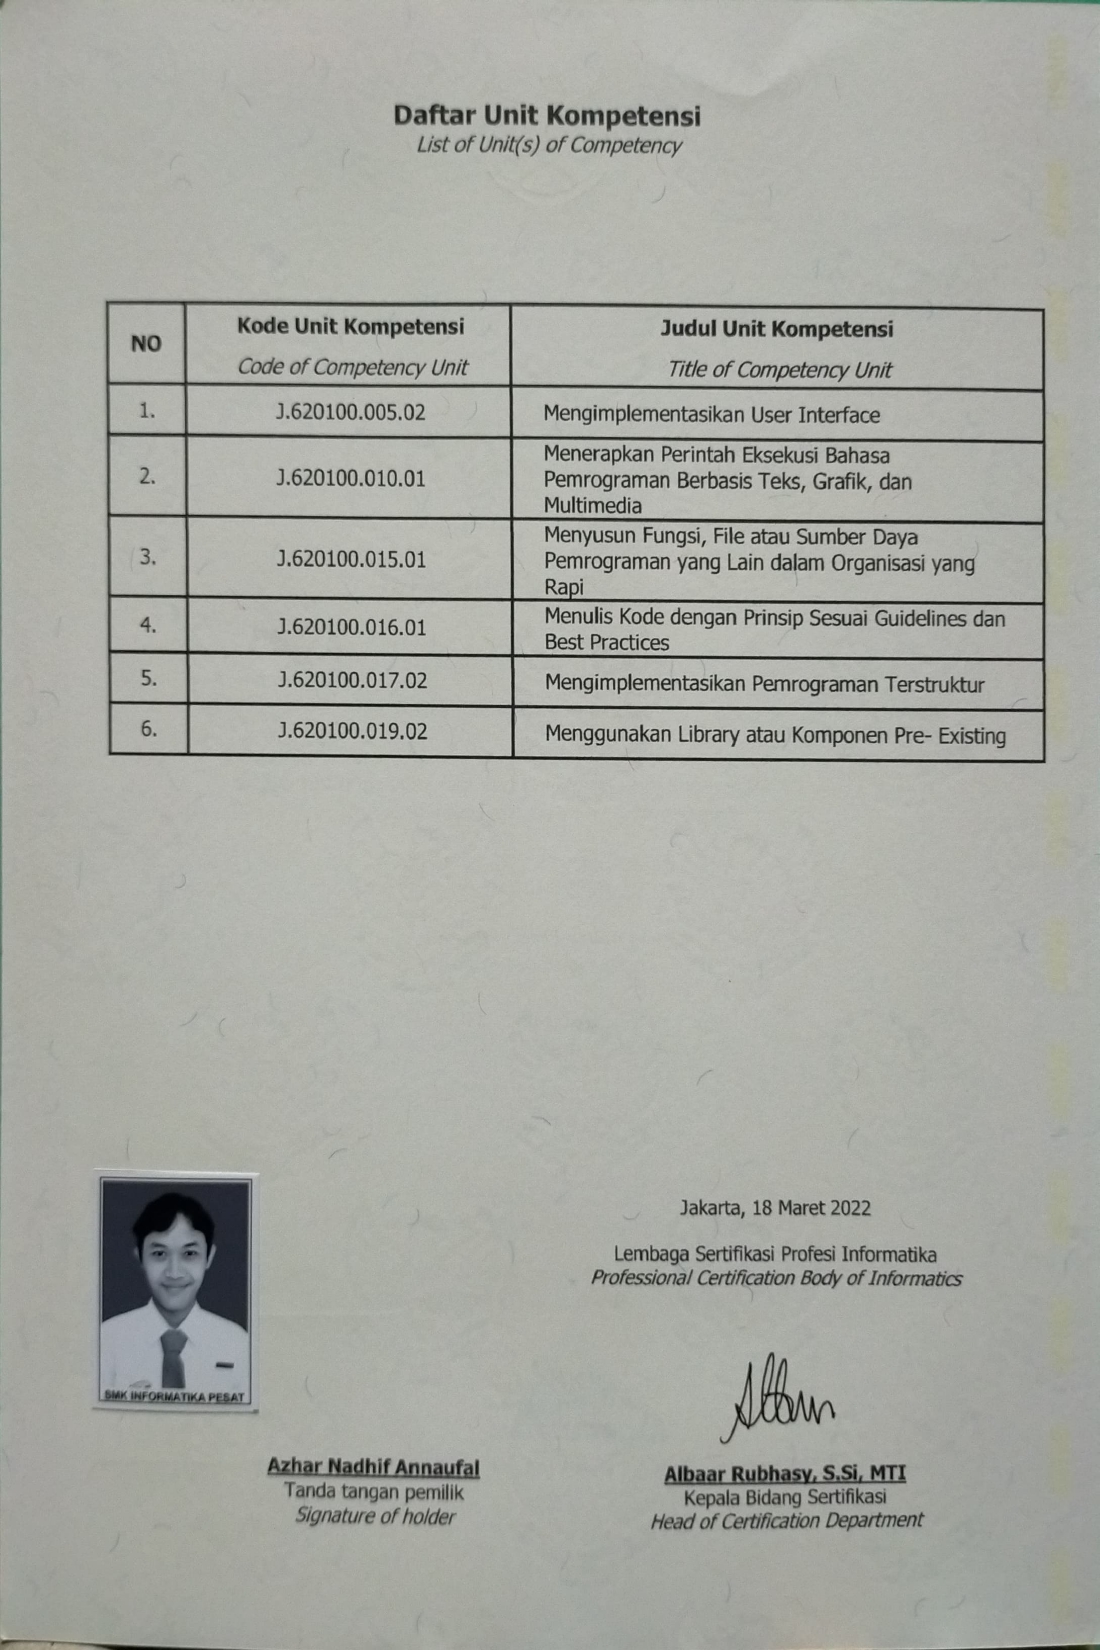 Daftar Unit Kompetensi
List of Unit(s) of Competency
NO
Kode Unit Kompetensi
Code of Competency Unit
Judul Unit Kompetensi
Title of Competency Unit
1.
J.620100.005.02
Mengimplementasikan User Interface
2.
J.620100.010.01
Menerapkan Perintah Eksekusi Bahasa
Pemrograman Berbasis Teks, Grafik, dan
Multimedia
3.
J.620100.015.01
Menyusun Fungsi, File atau Sumber Daya
Pemrograman yang Lain dalam Organisasi yang
Rapi
4.
J.620100.016.01
Menulis Kode dengan Prinsip Sesuai Guidelines dan
Best Practices
5.
J.620100.017.02
Mengimplementasikan Pemrograman Terstruktur
6.
J.620100.019.02
Menggunakan Library atau Komponen Pre- Existing
SMK INFORMATIKA PESAT
Azhar Nadhif Annaufal
Tanda tangan pemilik
Signature of holder
Jakarta, 18 Maret 2022
Lembaga Sertifikasi Profesi Informatika
Professional Certification Body of Informatics
Albaar Rubhasy, S.Si, MTI
Kepala Bidang Sertifikasi
Head of Certification Department